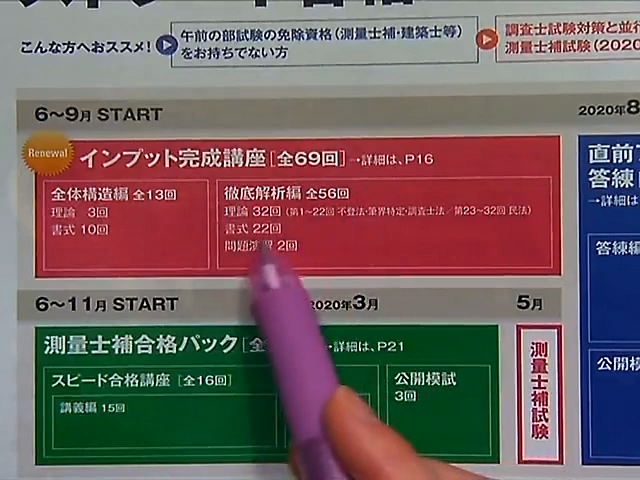 こんな方へおススメ!
午前の部試験の免除資格(測量士補・建築士等)
をお持ちでない方
調査士試験対策と並行
測量士補試験(2020
6〜9月 START
2020年8
Renewal
インプット完成講座[全69回]→詳細は、P16
全体構造編 全13回
理論 3回
書式 10回
徹底解析編 全56回
理論 32回(第1〜22回 不登法・筆界特定・調査士法/第23〜32回 民法)
書式 22回
問題演習 2回
直前
答練
→詳細は
答練編
公開模
6〜11月 START
2020年3月
5月
測量士補合格パック[全
→詳細は、P21
スピード合格講座[全16回]
講義編 15回
公開模試
3回
測量士補試験